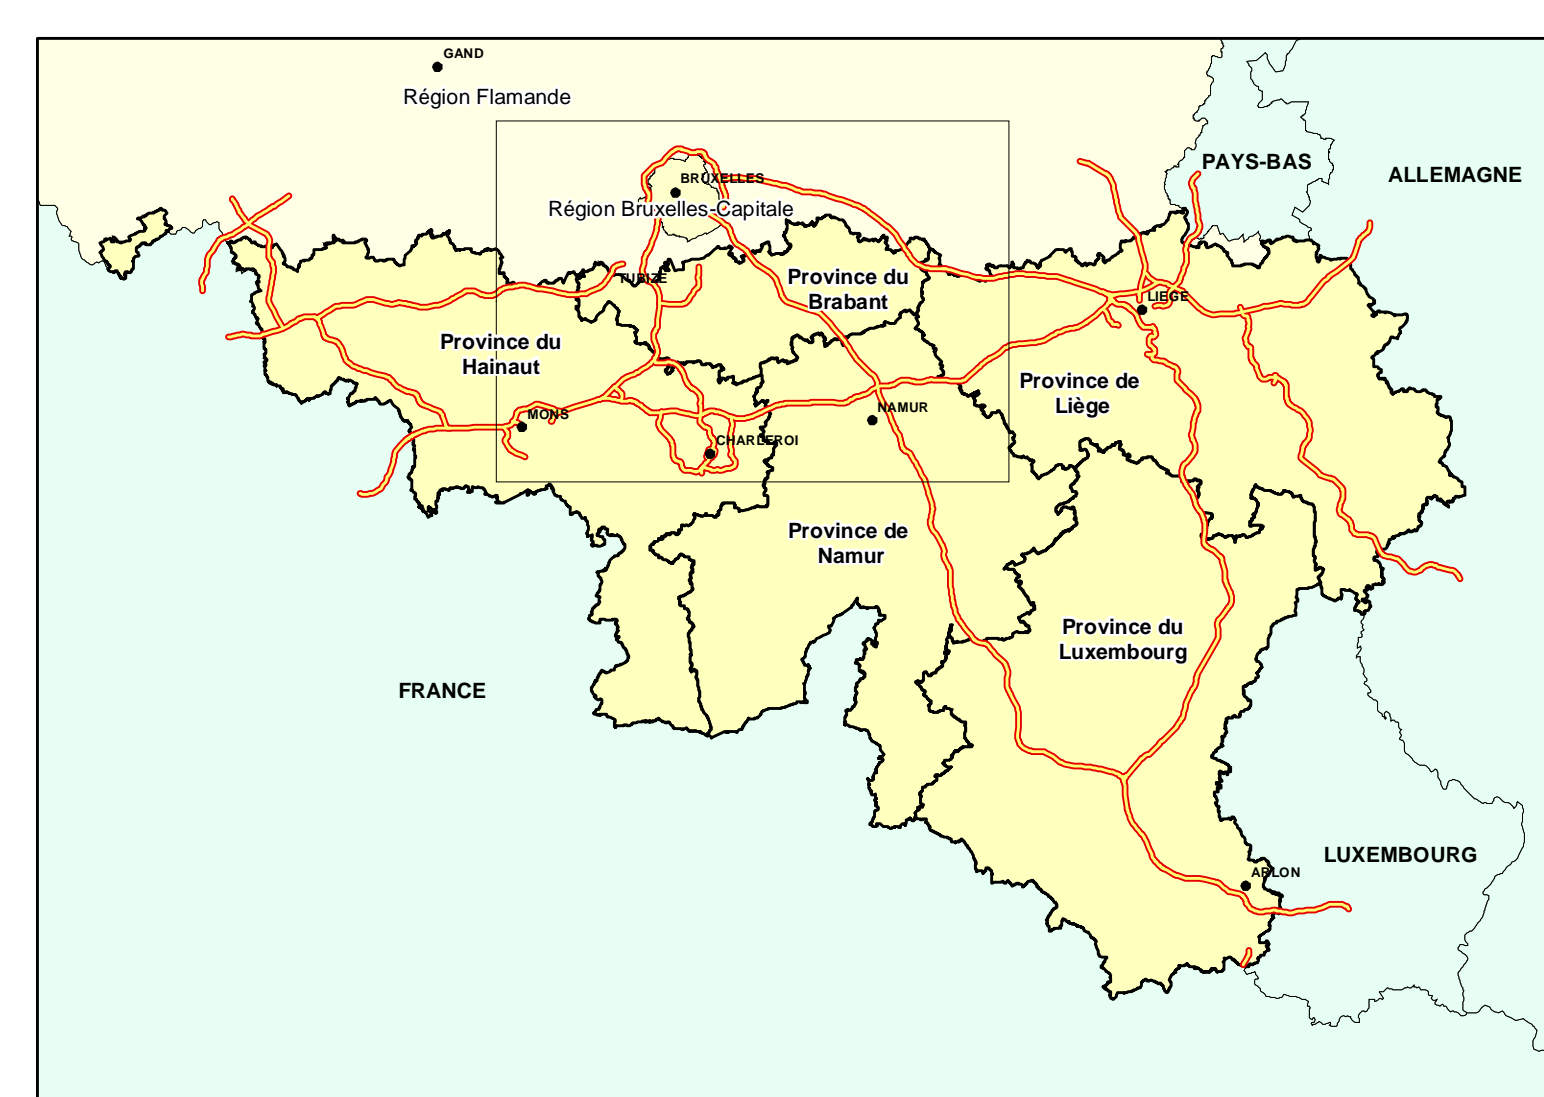 GAND
Région Flamande
PAYS-BAS
ALLEMAGNE
BRUXELLES
Région Bruxelles-Capitale
TUBIZE
Province du
Brabant
LIEGE
Province du
Hainaut
Province de
Liège
MONS
NAMUR
CHARLEROI
Province de
Namur
Province du
Luxembourg
FRANCE
LUXEMBOURG
ARLON